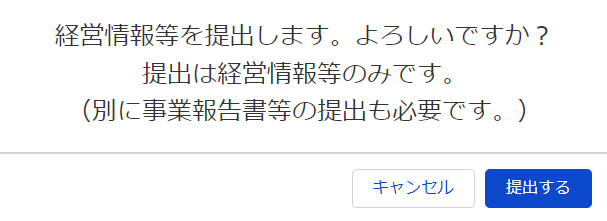 経営情報等を提出します。よろしいですか？
提出は経営情報等のみです。
（別に事業報告書等の提出も必要です。）
キャンセル
提出する